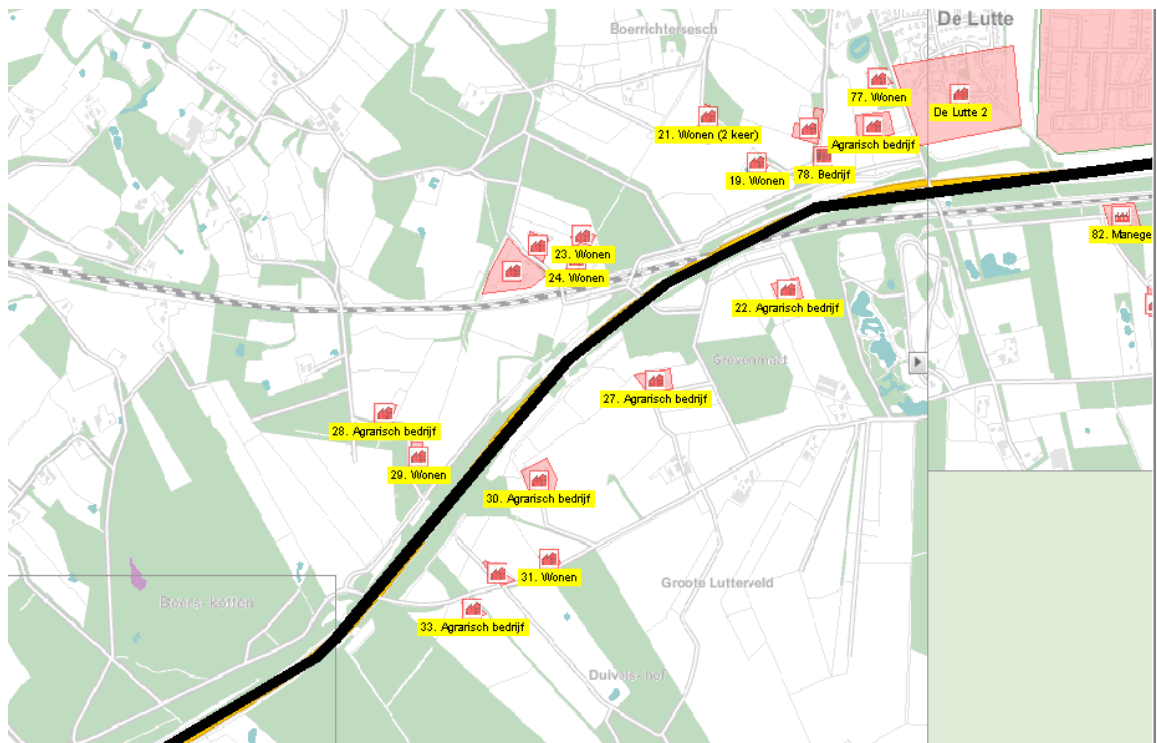 De Lutte
Boerrichtersesch
77. Wonen
De Lutte 2
21. Wonen (2 keer)
Agrarisch bedrijf
19. Wonen
78. Bedrijf
82. Manege
23. Wonen
24. Wonen
22. Agrarisch bedrijf
Grevenmaat
27. Agrarisch bedrijf
28. Agrarisch bedrijf
29. Wonen
30. Agrarisch bedrijf
31. Wonen
Groote Lutterveld
Boers- kotten
33. Agrarisch bedrijf
Duivels- hof